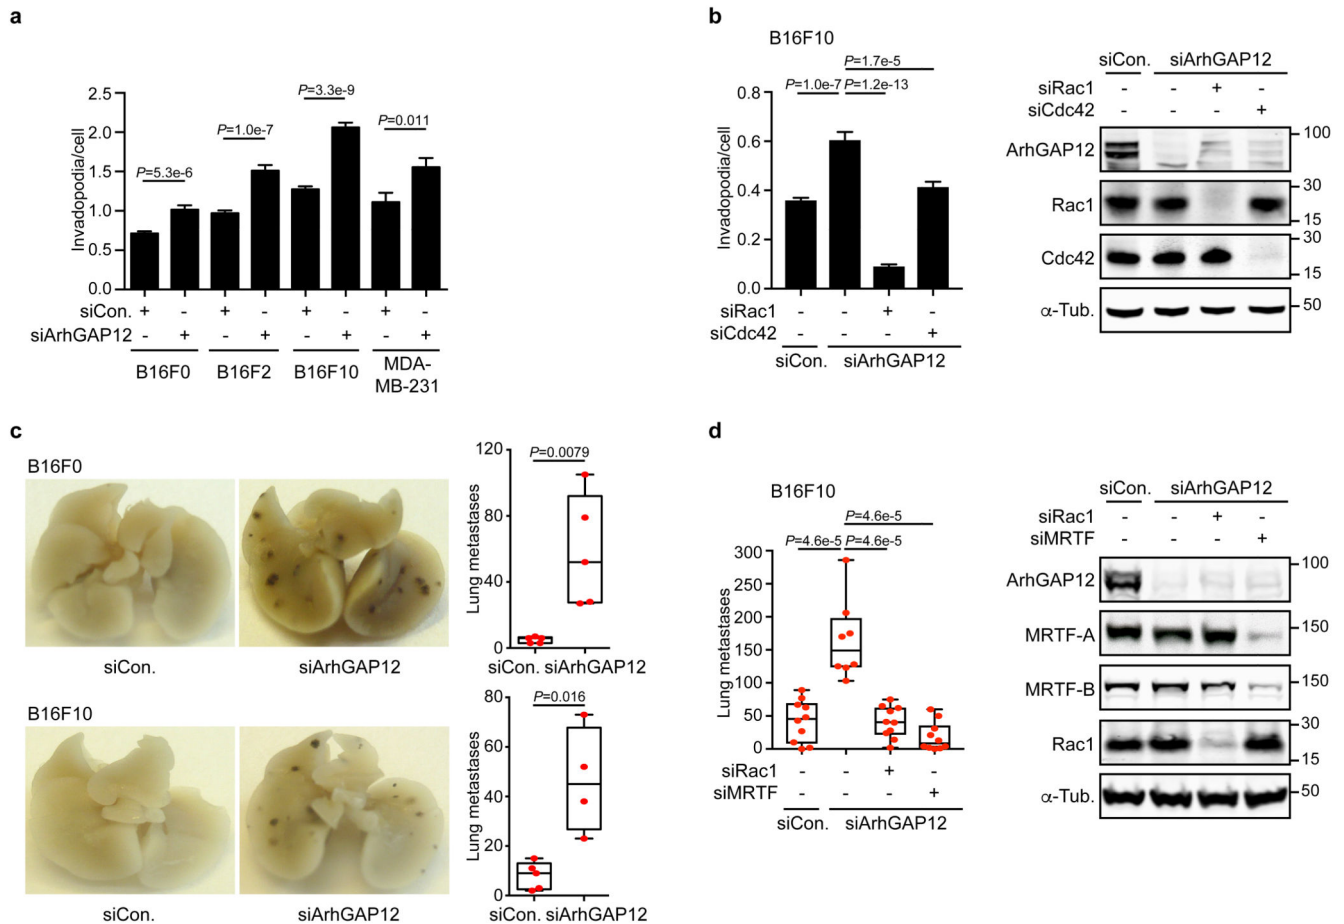 a
Invadopodia/cell
2.5
2.0
1.5
1.0
0.5
0.0
P=5.3e-6
P=1.0e-7
P=3.3e-9
P=0.011
siCon. + - + - + - + -
siArhGAP12 - + - + - + - +
B16F0 B16F2 B16F10 MDA-
MB-231
b
B16F10
Invadopodia/cell
0.8
0.6
0.4
0.2
0.0
P=1.7e-5
P=1.0e-7 P=1.2e-13
siRac1 - - + -
siCdc42 - - - +
siCon. siArhGAP12
siCon. siArhGAP12
siRac1 - - + -
siCdc42 - - - +
ArhGAP12 100
Rac1 30
15
Cdc42 30
15
α-Tub. 50
c
B16F0
siCon. siArhGAP12
Lung metastases
120
80
40
0
P=0.0079
siCon. siArhGAP12
B16F10
siCon. siArhGAP12
Lung metastases
80
60
40
20
0
P=0.016
siCon. siArhGAP12
d
B16F10
Lung metastases
300
250
200
150
100
50
0
P=4.6e-5
P=4.6e-5 P=4.6e-5
siRac1 - - + -
siMRTF - - - +
siCon. siArhGAP12
siCon. siArhGAP12
siRac1 - - + -
siMRTF - - - +
ArhGAP12 100
MRTF-A 150
MRTF-B 150
Rac1 30
15
α-Tub. 50